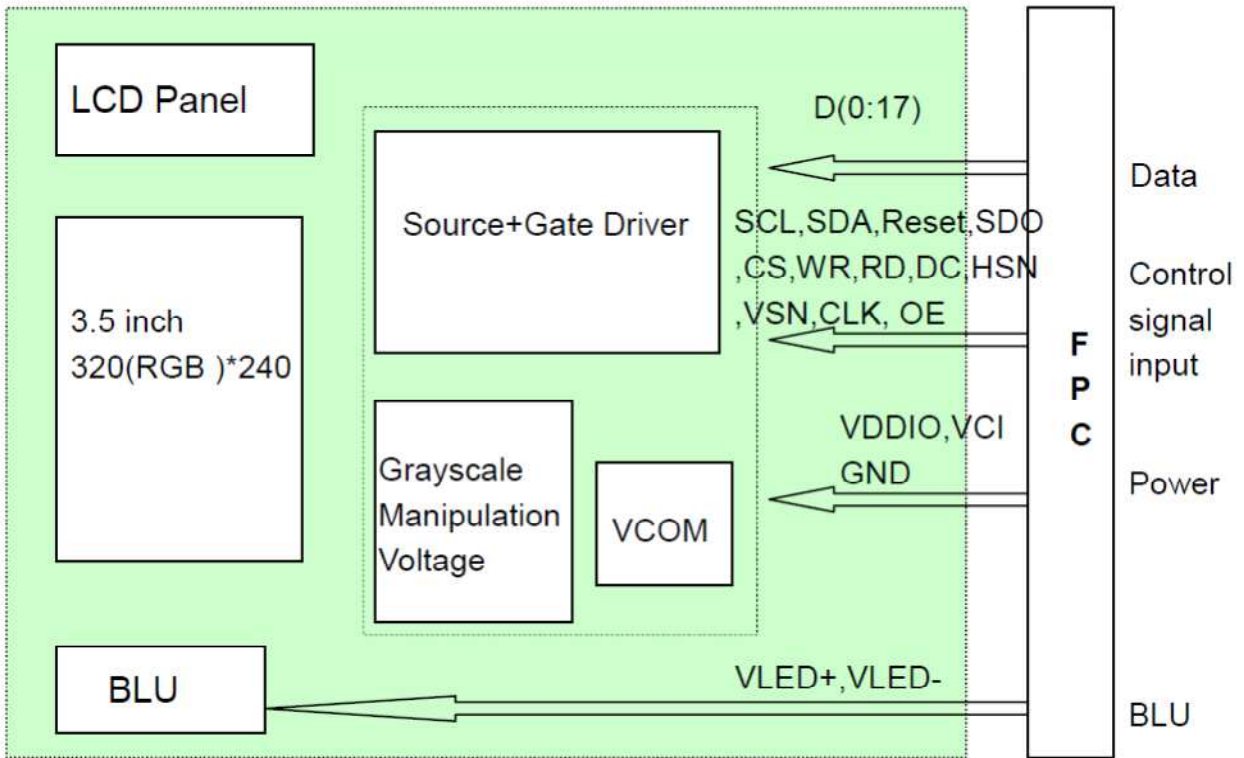 LCD Panel
3.5 inch
320(RGB )*240
BLU
Source+Gate Driver
Grayscale
Manipulation
Voltage
VCOM
D(0:17)
SCL,SDA,Reset,SDO
,CS,WR,RD,DC,HSN
,VSN,CLK, OE
VDDIO,VCI
GND
VLED+,VLED-
F
P
C
Data
Control
signal
input
Power
BLU